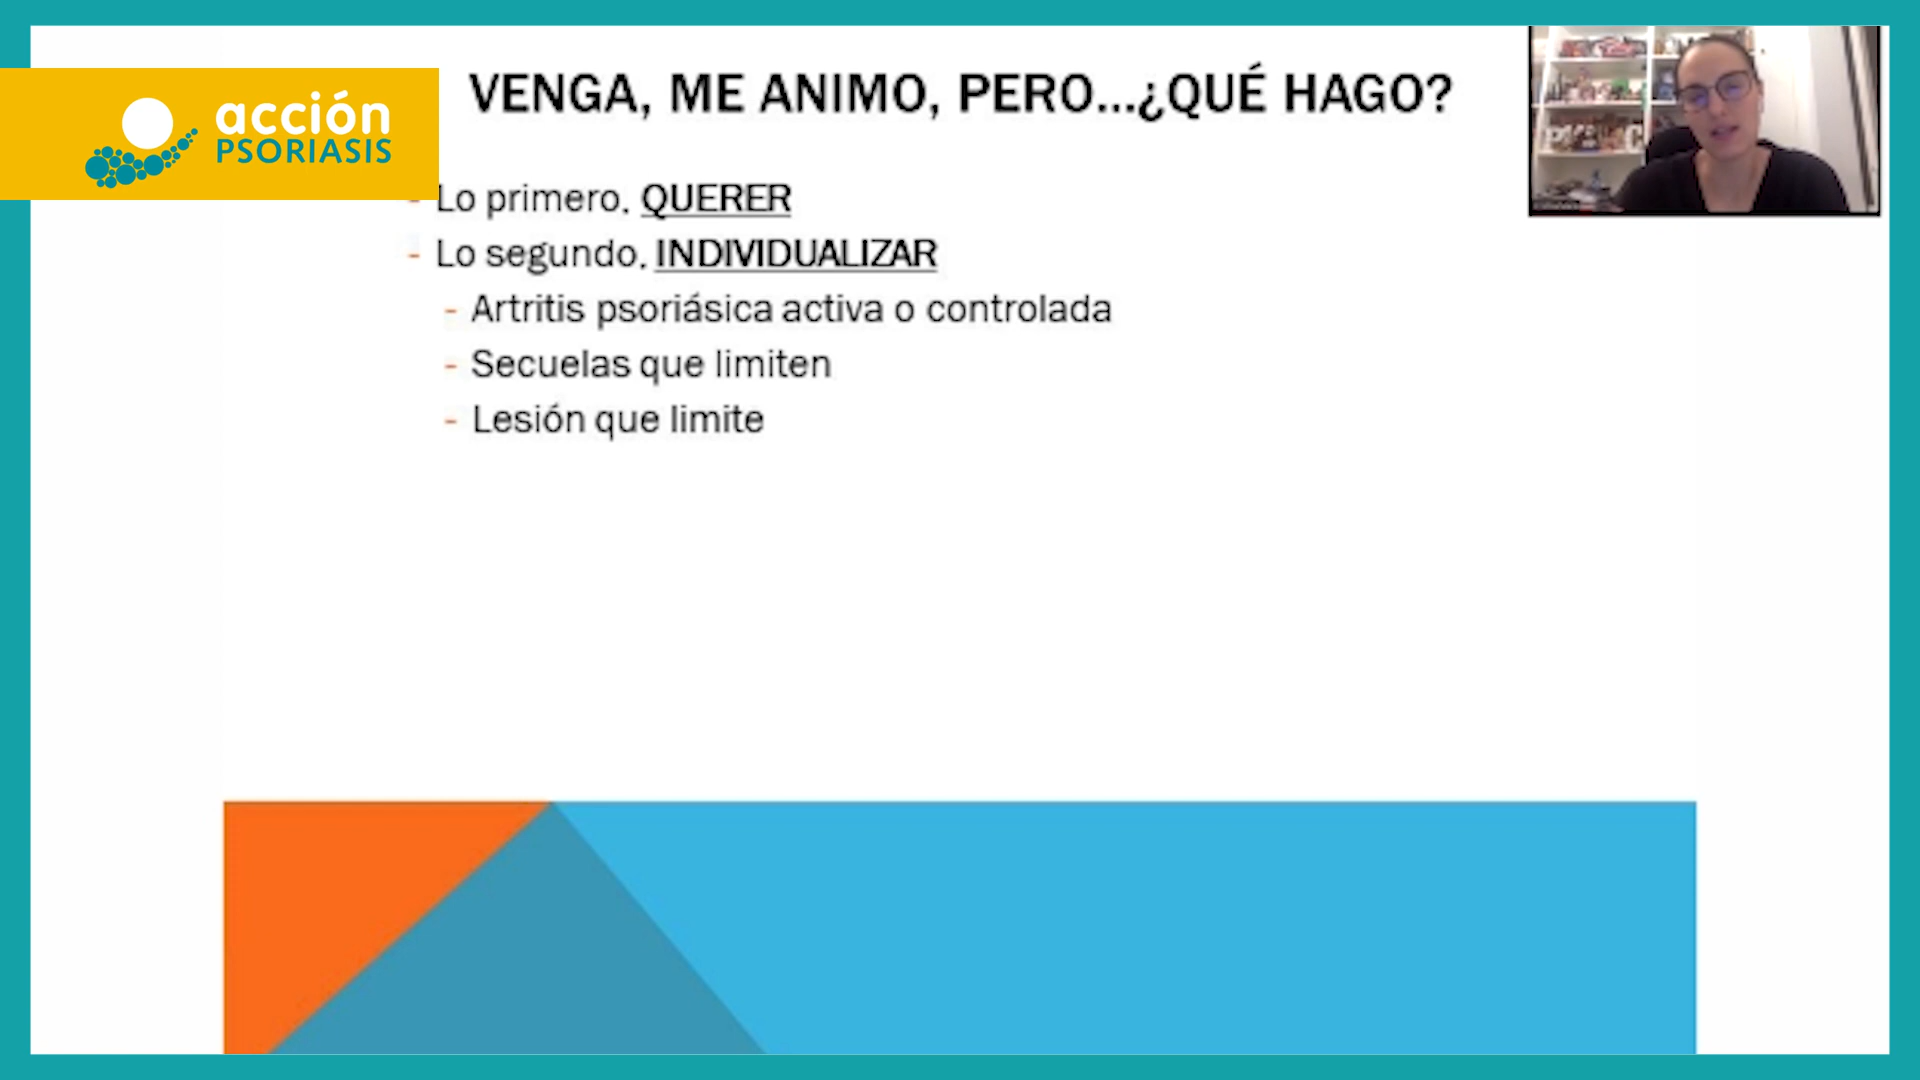 acción
PSORIASIS
VENGA, ME ANIMO, PERO...¿QUÉ HAGO?
- Lo primero, QUERER
- Lo segundo, INDIVIDUALIZAR
- Artritis psoriásica activa o controlada
- Secuelas que limiten
- Lesión que limite